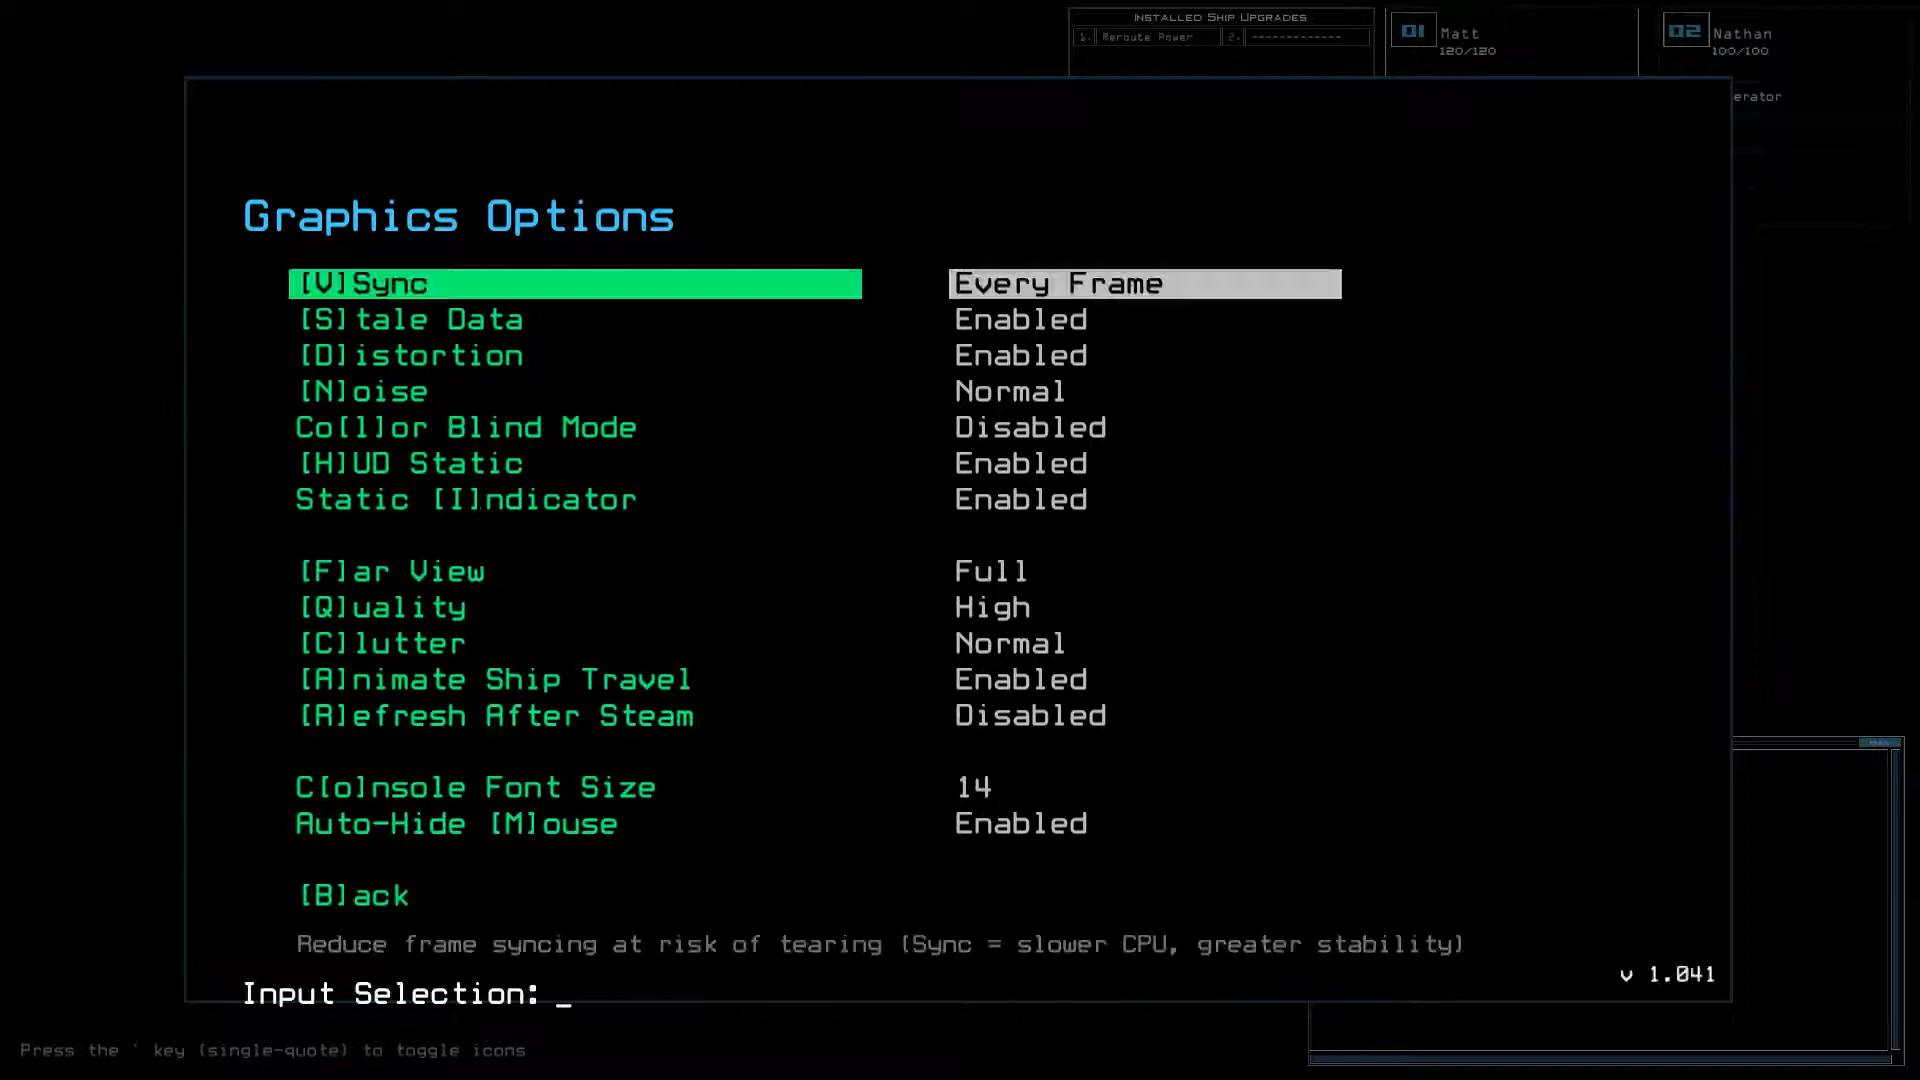 Installed Ship Upgrades
1. Reroute Power 2. -------------
01 Matt
120/120
02 Nathan
100/100
erator
Graphics Options
[V]Sync Every Frame
[S]tale Data Enabled
[D]istortion Enabled
[N]oise Normal
Co[l]or Blind Mode Disabled
[H]UD Static Enabled
Static [I]ndicator Enabled
[F]ar View Full
[Q]uality High
[C]lutter Normal
[A]nimate Ship Travel Enabled
[R]efresh After Steam Disabled
C[o]nsole Font Size 14
Auto-Hide [M]ouse Enabled
[B]ack
Reduce frame syncing at risk of tearing (Sync = slower CPU, greater stability)
v 1.041
Input Selection: _
Press the ` key (single-quote) to toggle icons